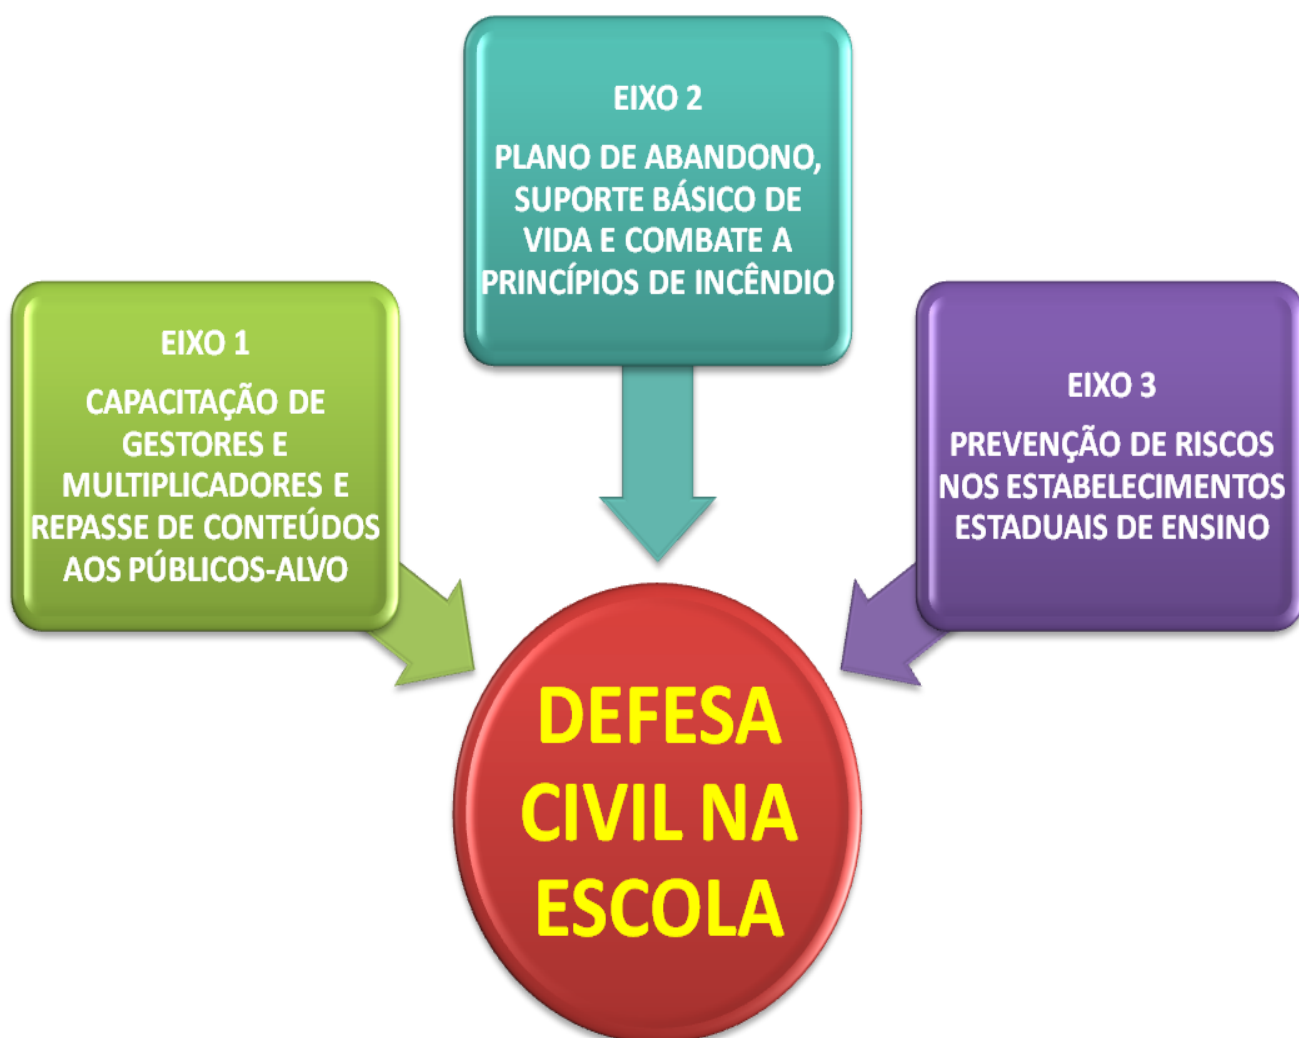 EIXO 1
CAPACITAÇÃO DE
GESTORES E
MULTIPLICADORES E
REPASSE DE CONTEÚDOS
AOS PÚBLICOS-ALVO
EIXO 2
PLANO DE ABANDONO,
SUPORTE BÁSICO DE
VIDA E COMBATE A
PRINCÍPIOS DE INCÊNDIO
EIXO 3
PREVENÇÃO DE RISCOS
NOS ESTABELECIMENTOS
ESTADUAIS DE ENSINO
DEFESA
CIVIL NA
ESCOLA